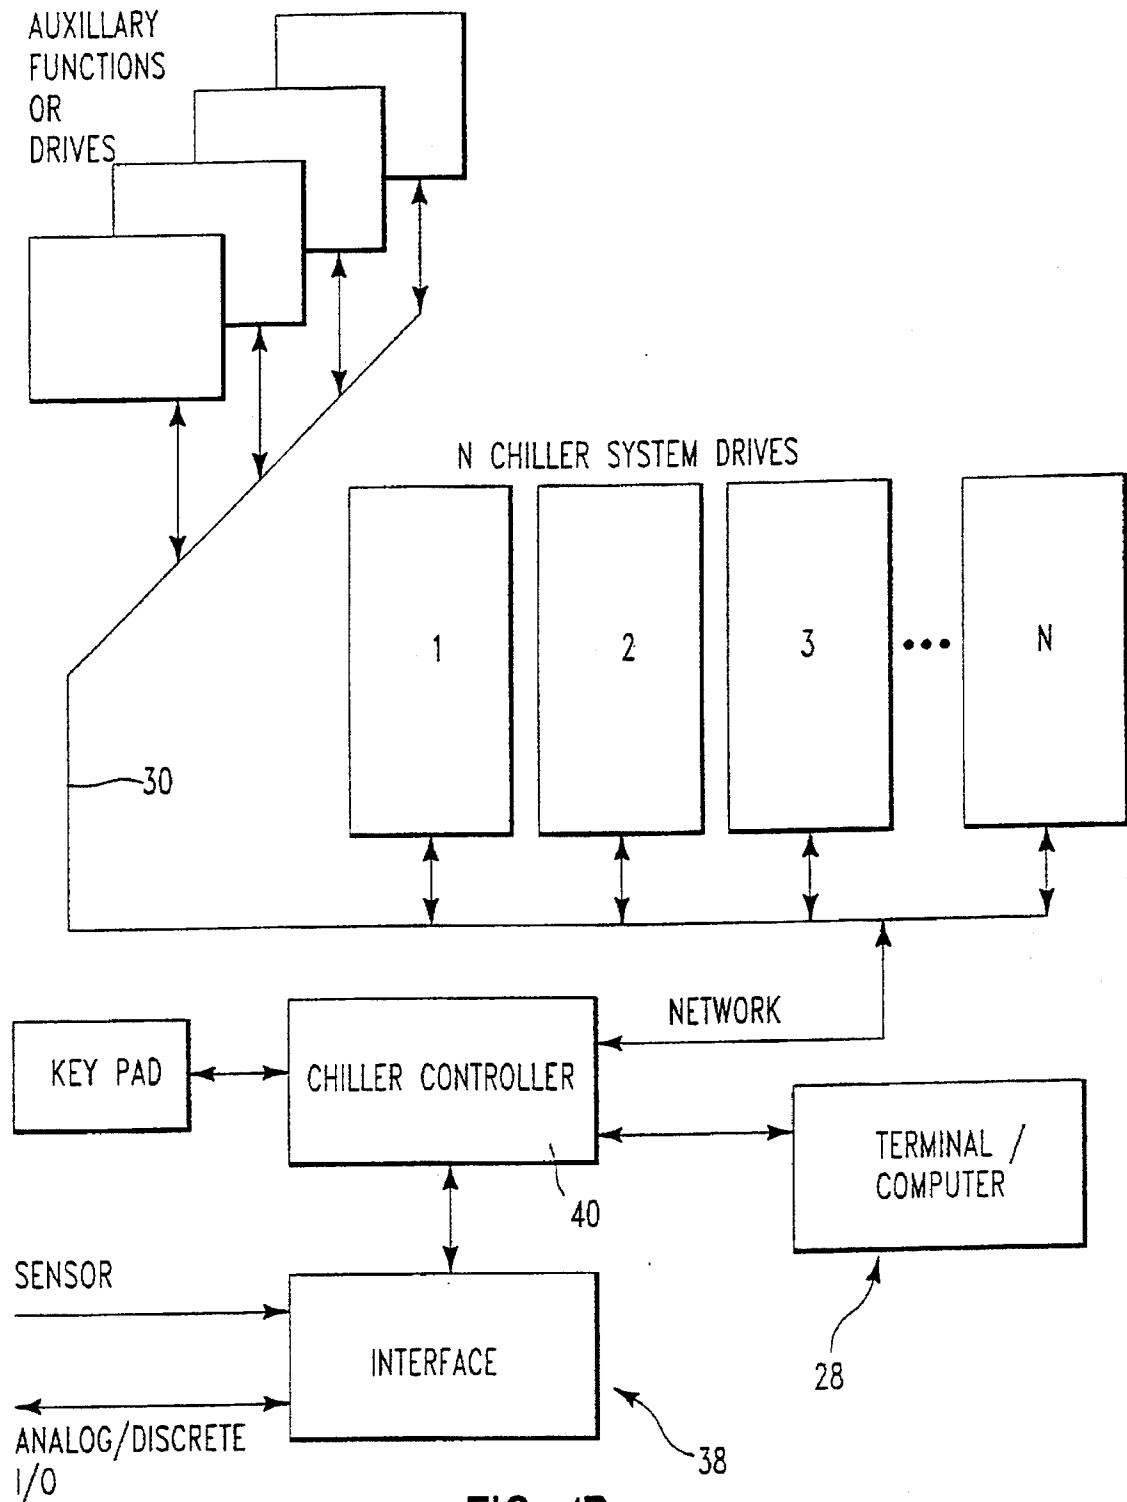 AUXILLARY
FUNCTIONS
OR
DRIVES
N CHILLER SYSTEM DRIVES
1
2
3
N
30
NETWORK
KEY PAD
CHILLER CONTROLLER
40
TERMINAL /
COMPUTER
28
SENSOR
INTERFACE
ANALOG/DISCRETE
I/O
38